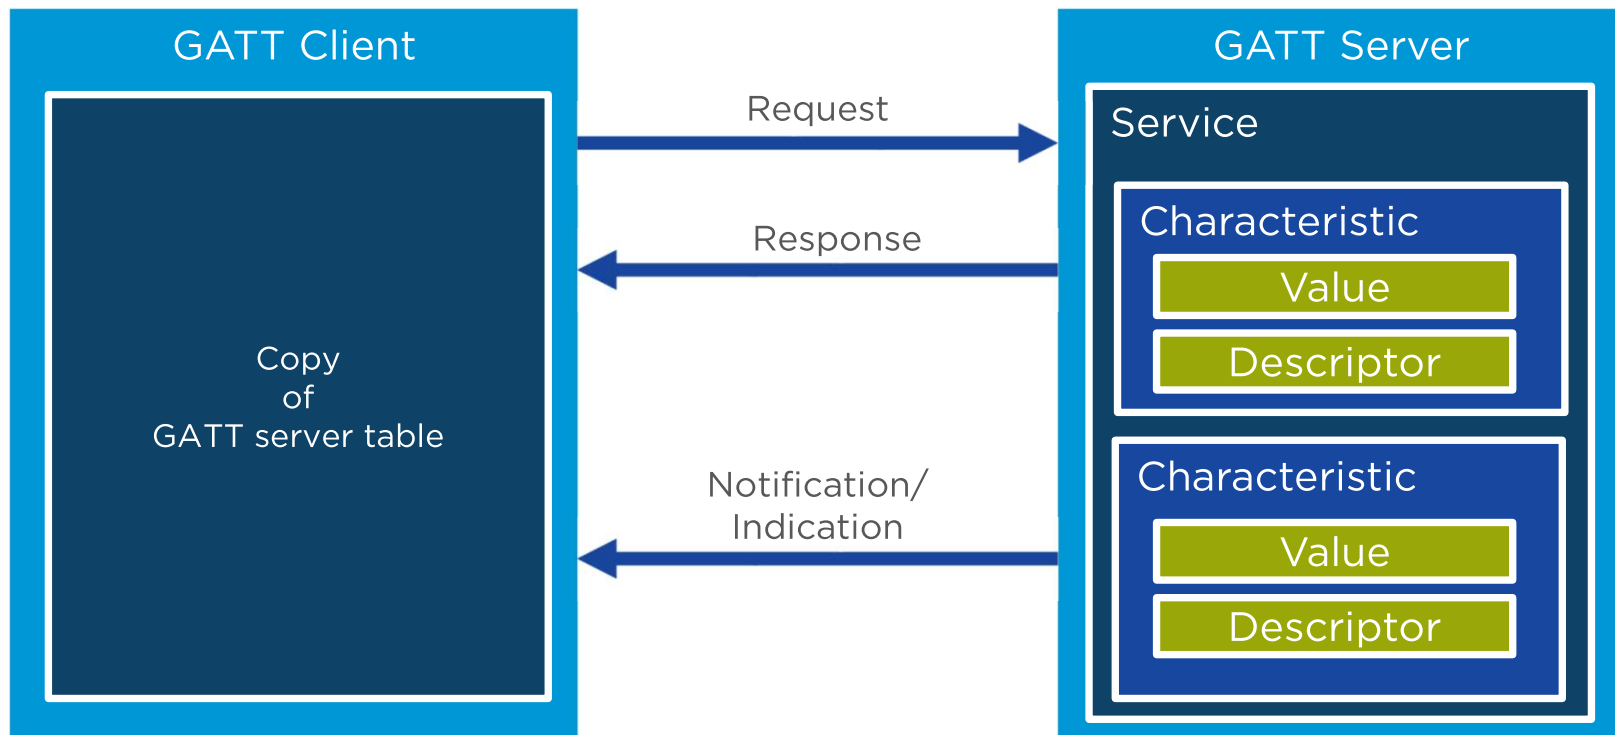 GATT Client
Copy
of
GATT server table
Request
Response
Notification/
Indication
GATT Server
Service
Characteristic
Value
Descriptor
Characteristic
Value
Descriptor